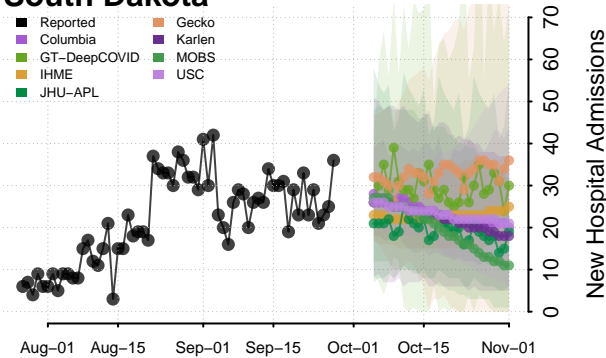 South Dakota
Reported
Columbia
GT−DeepCOVID
IHME
JHU−APL
Gecko
Karlen
MOBS
USC
0 10 20 30 40 50 60 70
New Hospital Admissions
Aug−01 Aug−15 Sep−01 Sep−15 Oct−01 Oct−15 Nov−01